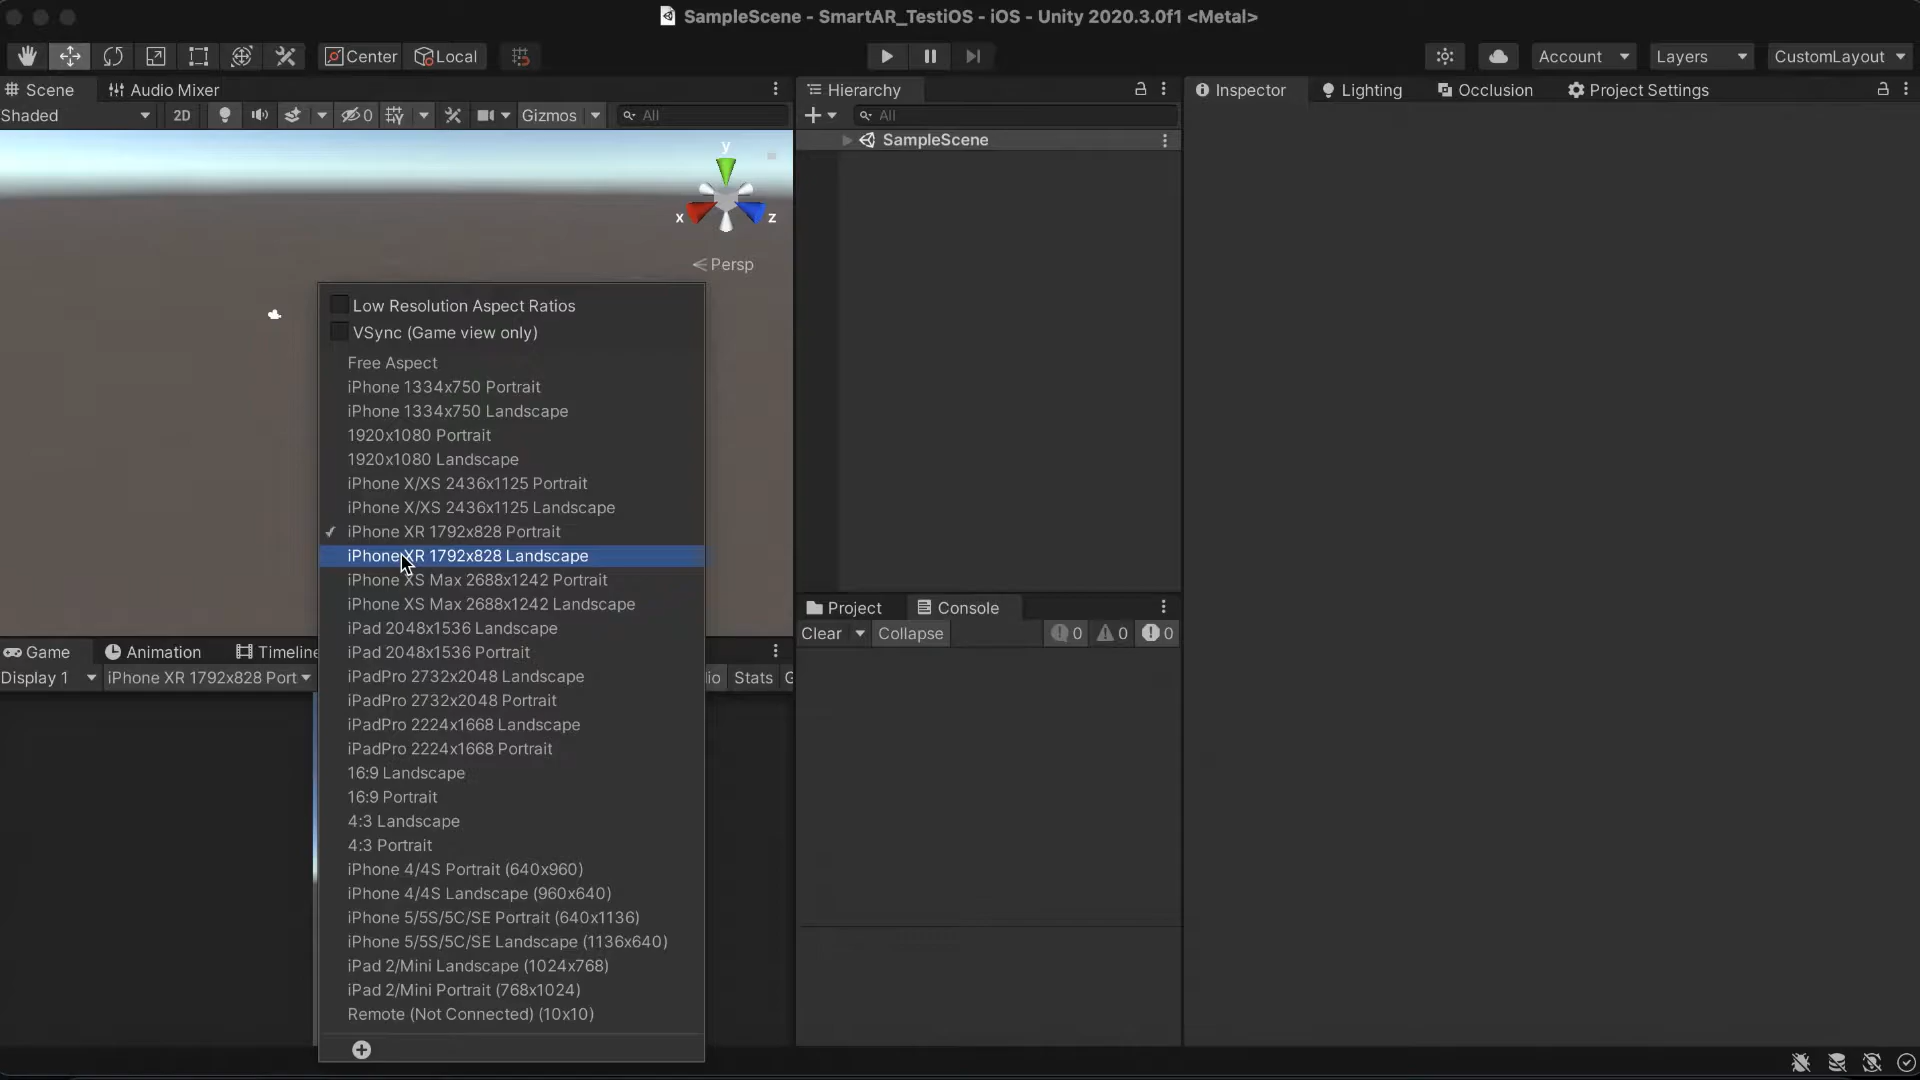 SampleScene - SmartAR_TestiOS - iOS - Unity 2020.3.0f1 <Metal>
Center
Local
Account
Layers
CustomLayout
Scene
Audio Mixer
Hierarchy
Inspector
Lighting
Occlusion
Project Settings
Shaded
2D
0
Gizmos
All
All
SampleScene
y
x
z
Persp
Low Resolution Aspect Ratios
VSync (Game view only)
Free Aspect
iPhone 1334x750 Portrait
iPhone 1334x750 Landscape
1920x1080 Portrait
1920x1080 Landscape
iPhone X/XS 2436x1125 Portrait
iPhone X/XS 2436x1125 Landscape
iPhone XR 1792x828 Portrait
iPhone XR 1792x828 Landscape
iPhone XS Max 2688x1242 Portrait
iPhone XS Max 2688x1242 Landscape
iPad 2048x1536 Landscape
iPad 2048x1536 Portrait
iPadPro 2732x2048 Landscape
iPadPro 2732x2048 Portrait
iPadPro 2224x1668 Landscape
iPadPro 2224x1668 Portrait
16:9 Landscape
16:9 Portrait
4:3 Landscape
4:3 Portrait
iPhone 4/4S Portrait (640x960)
iPhone 4/4S Landscape (960x640)
iPhone 5/5S/5C/SE Portrait (640x1136)
iPhone 5/5S/5C/SE Landscape (1136x640)
iPad 2/Mini Landscape (1024x768)
iPad 2/Mini Portrait (768x1024)
Remote (Not Connected) (10x10)
Game
Animation
Timeline
Display 1
iPhone XR 1792x828 Port
io
Stats
G
Project
Console
Clear
Collapse
0
0
0